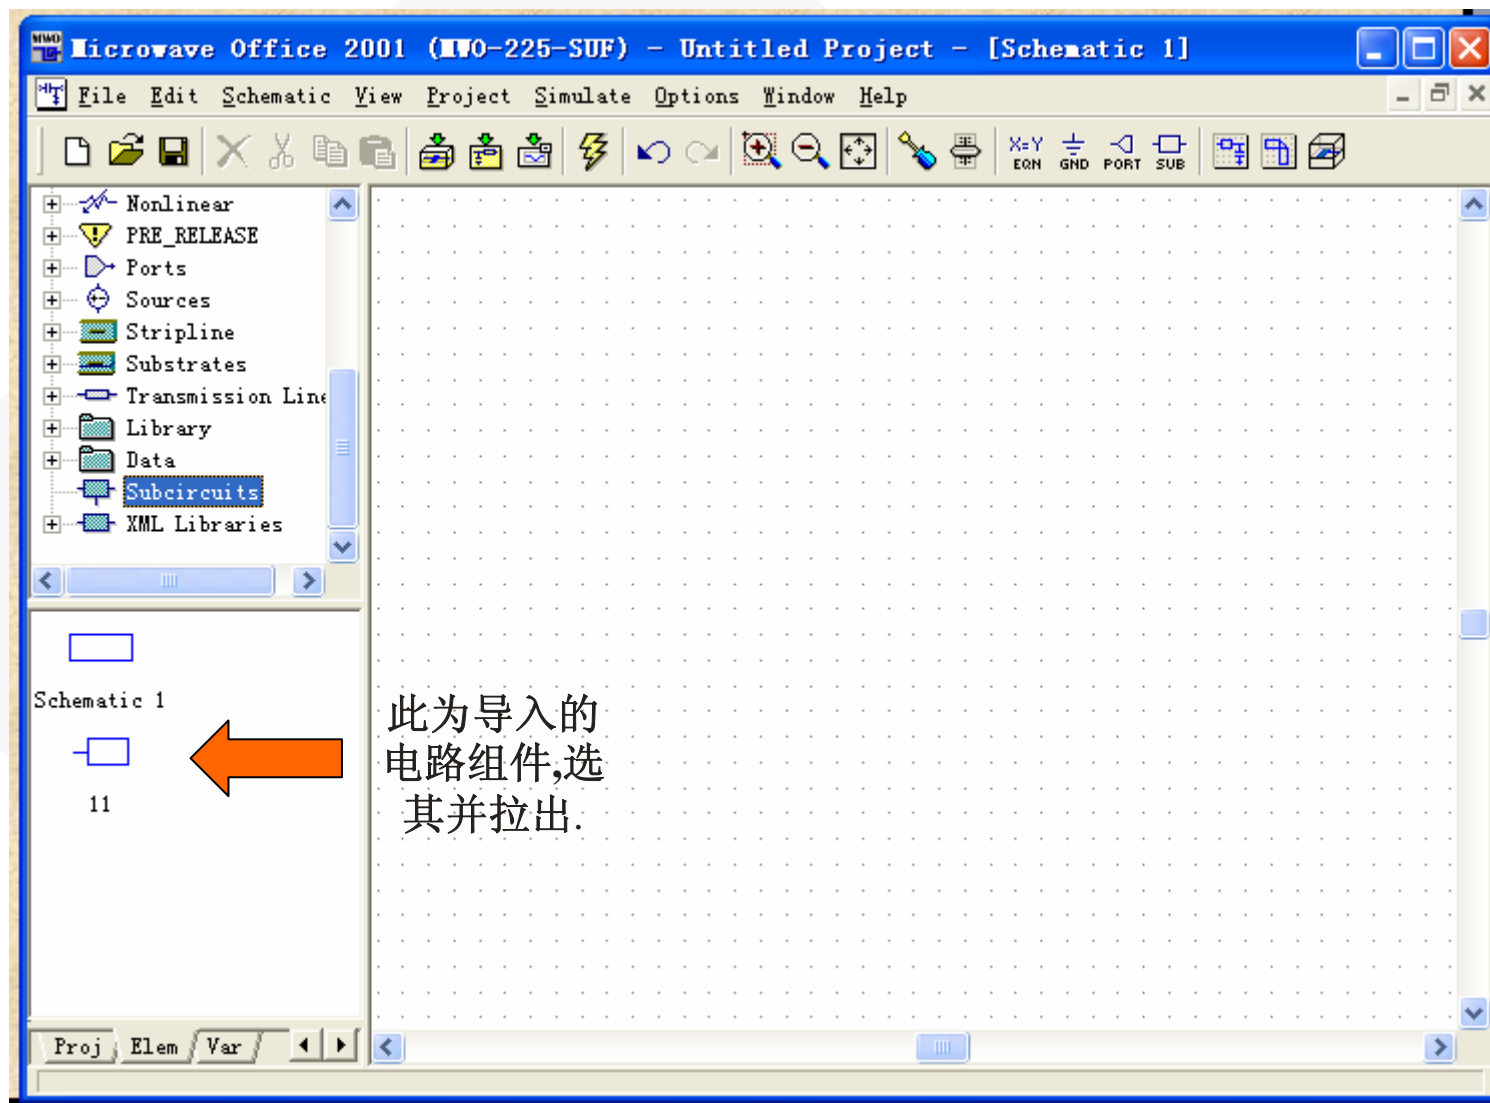 Microwave Office 2001 (MWO-225-SUF) - Untitled Project - [Schematic 1]
File Edit Schematic View Project Simulate Options Window Help
X=Y EQN GND PORT SUB
Nonlinear
PRE_RELEASE
Ports
Sources
Stripline
Substrates
Transmission Line
Library
Data
Subcircuits
XML Libraries
Schematic 1
11
此为导入的
电路组件,选
其并拉出.
Proj Elem Var